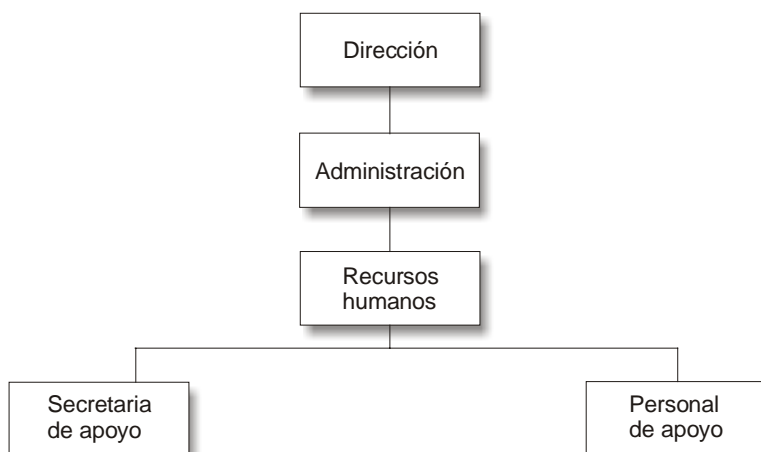 Dirección
Administración
Recursos
humanos
Secretaria
de apoyo
Personal
de apoyo